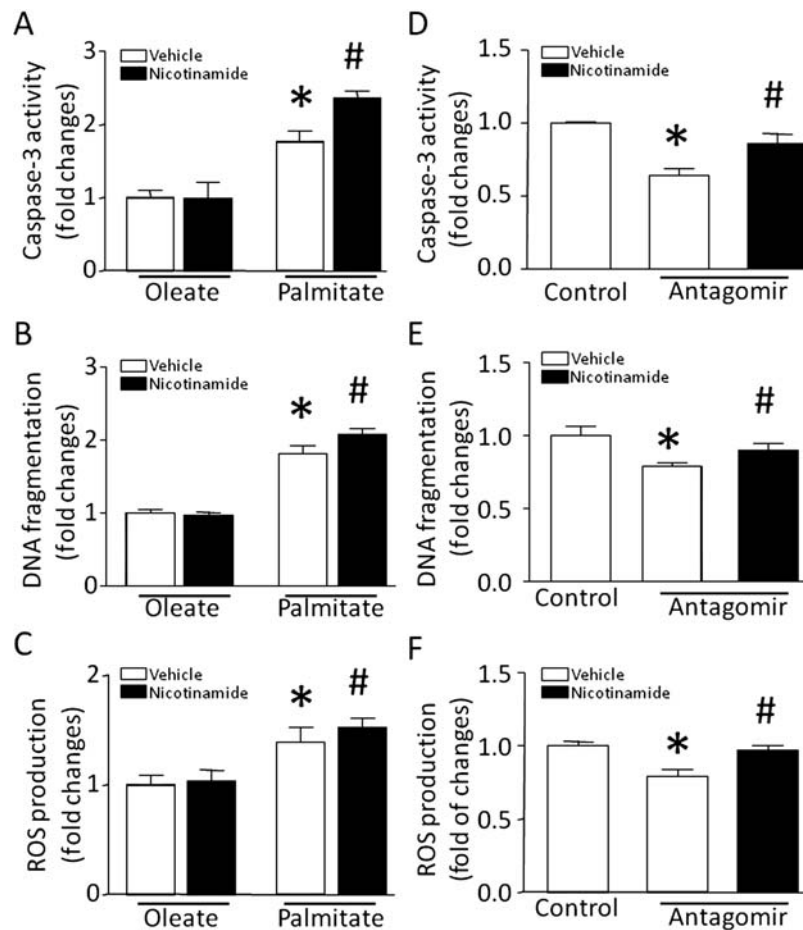 A
Caspase-3 activity
(fold changes)
3
2
1
0
Vehicle
Nicotinamide
*
#
Oleate
Palmitate
D
Caspase-3 activity
(fold changes)
1.5
1.0
0.5
0.0
Vehicle
Nicotinamide
*
#
Control
Antagomir
B
DNA fragmentation
(fold changes)
3
2
1
0
Vehicle
Nicotinamide
*
#
Oleate
Palmitate
E
DNA fragmentation
(fold changes)
1.5
1.0
0.5
0.0
Vehicle
Nicotinamide
*
#
Control
Antagomir
C
ROS production
(fold changes)
2
1
0
Vehicle
Nicotinamide
*
#
Oleate
Palmitate
F
ROS production
(fold of changes)
1.5
1.0
0.5
0.0
Vehicle
Nicotinamide
*
#
Control
Antagomir